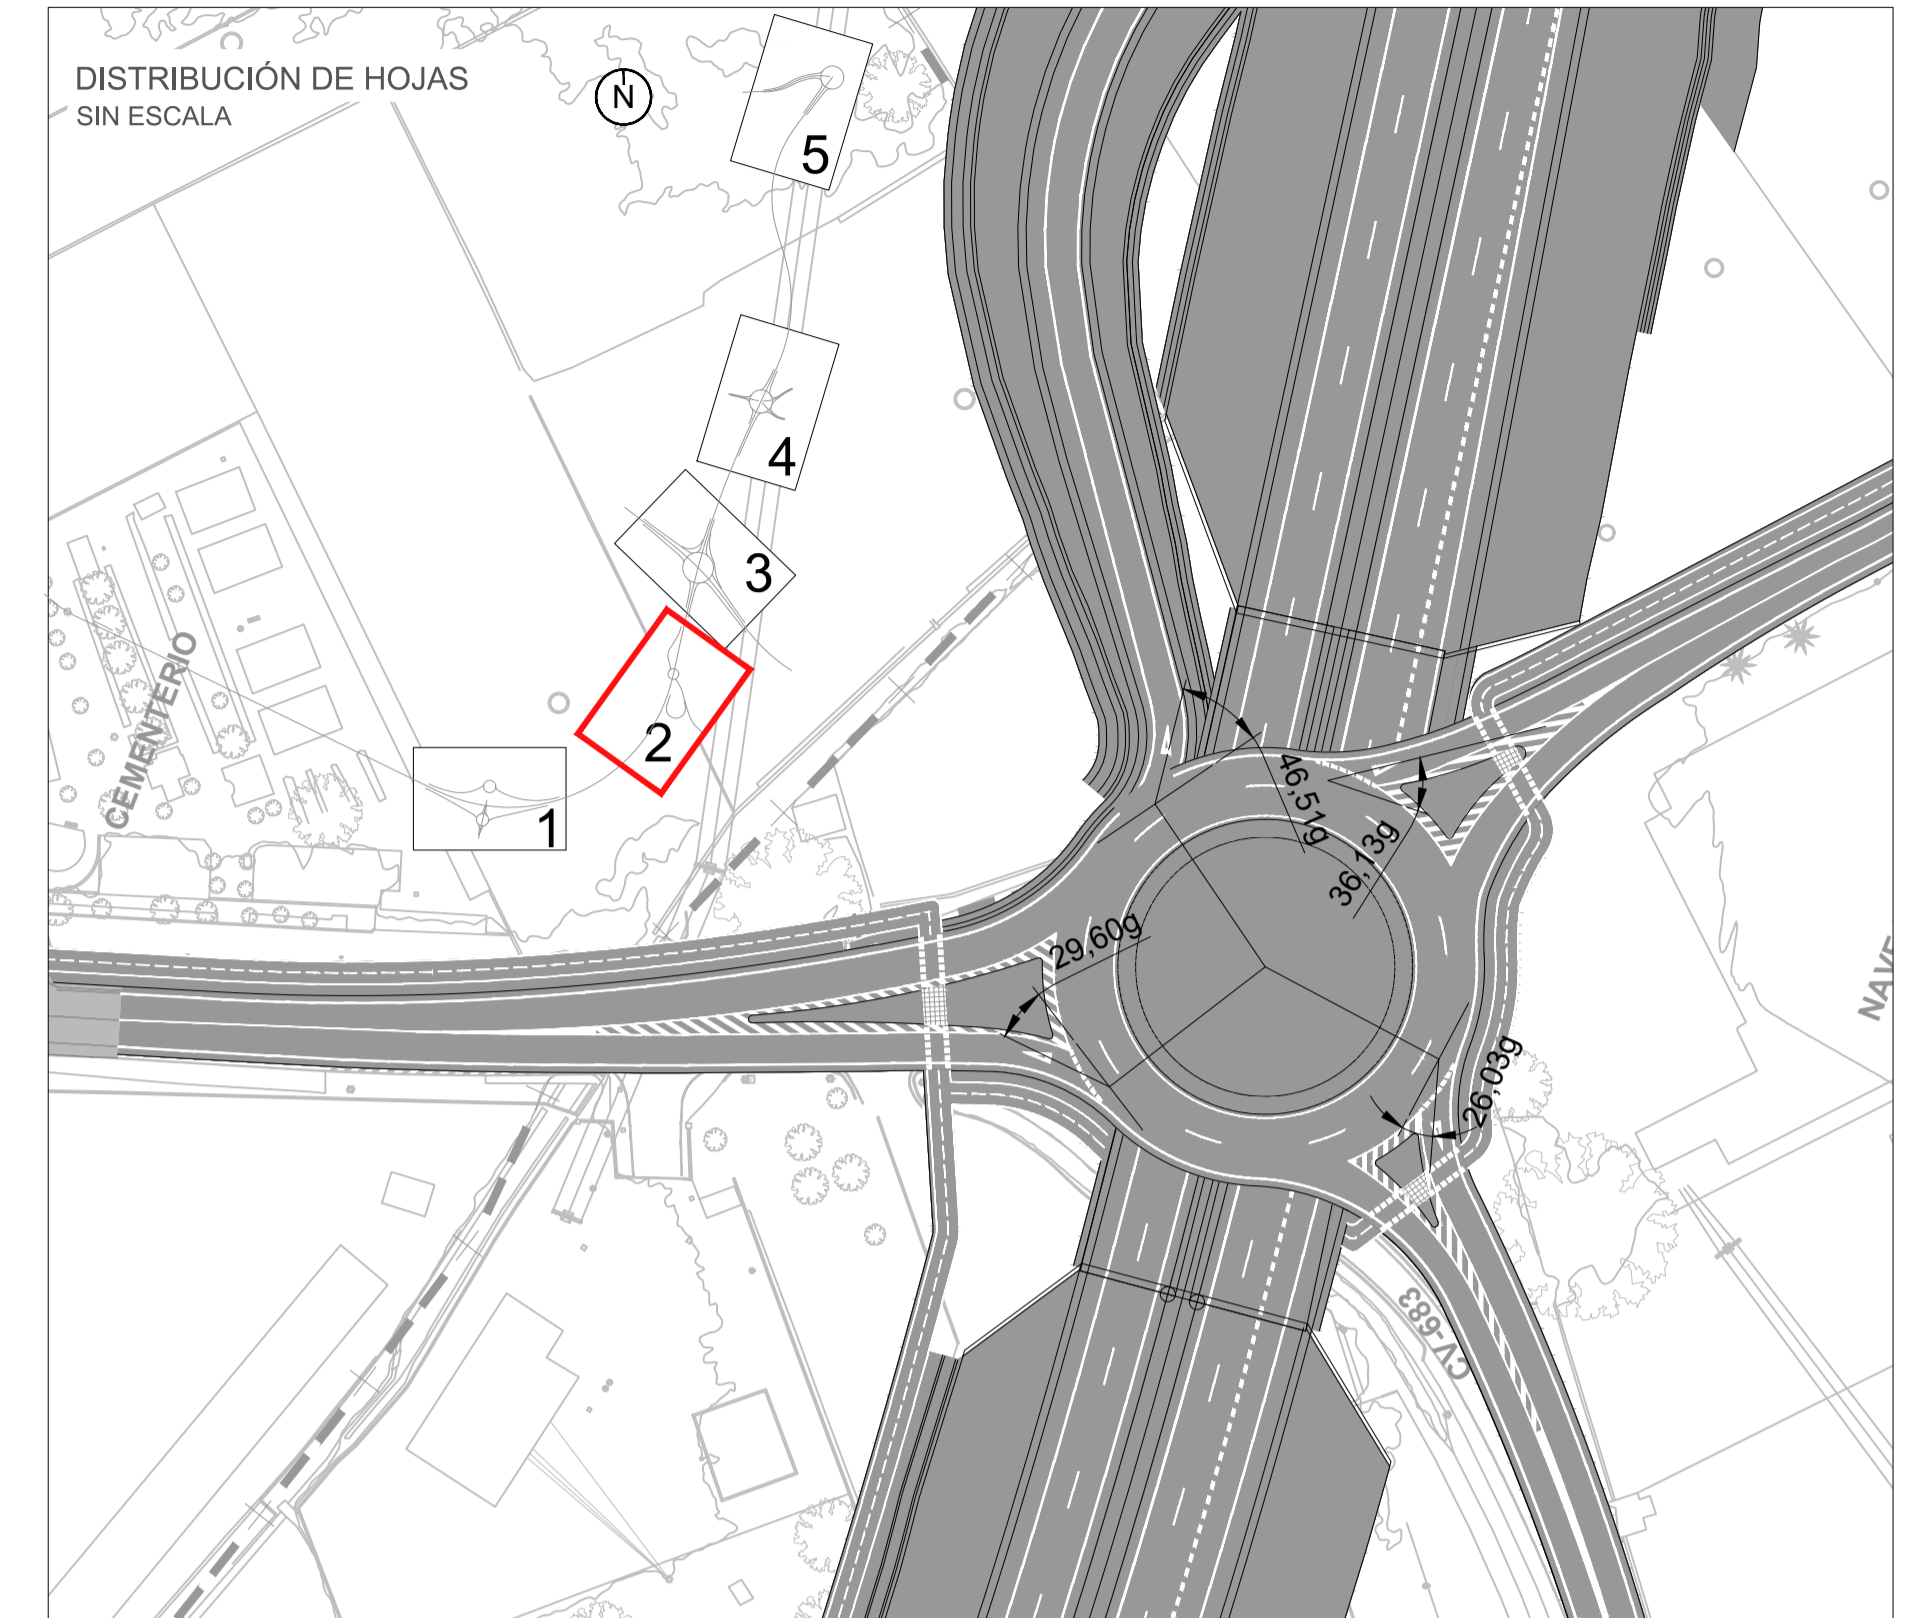 DISTRIBUCIÓN DE HOJAS
SIN ESCALA
N
5
4
3
2
1
CEMENTERIO
46,51g
36,13g
29,60g
26,03g
NAVE
CV-683